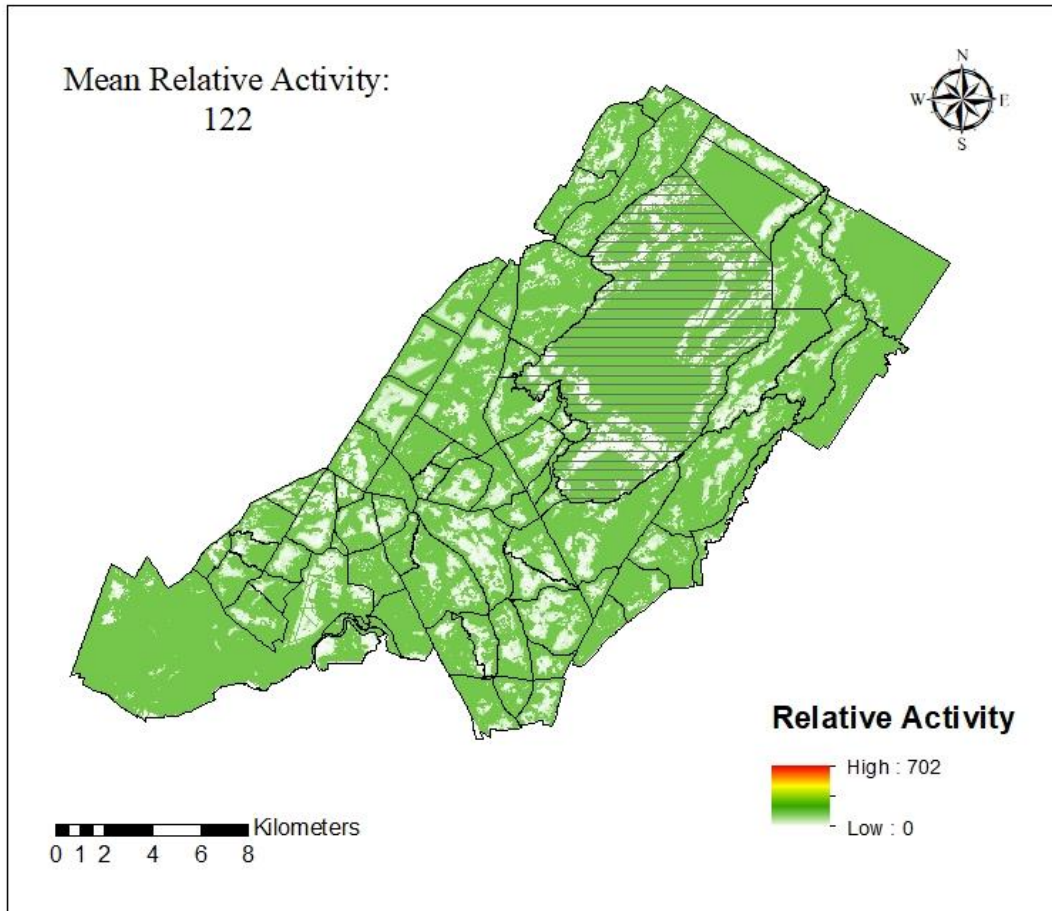 Mean Relative Activity:
122
N
W E
S
Relative Activity
High : 702
Low : 0
Kilometers
0 1 2 4 6 8